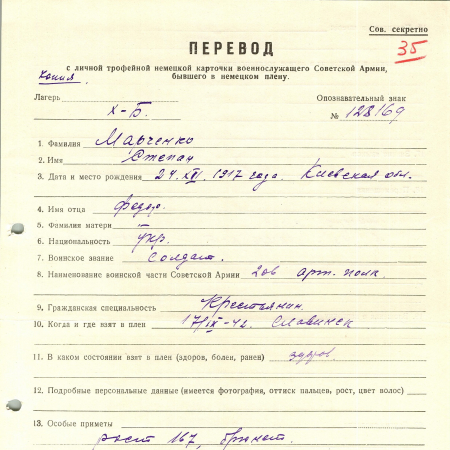 Сов. секретно
35
ПЕРЕВОД
с личной трофейной немецкой карточки военнослужащего Советской Армии,
бывшего в немецком плену.
Копия.
Лагерь
Опознавательный знак
X-Б.
№ 128169
1. Фамилия Марченко
2. Имя Степан
3. Дата и место рождения 24. XII. 1917 года. Киевская обл.
4. Имя отца Федор.
5. Фамилия матери
6. Национальность Укр.
7. Воинское звание Солдат.
8. Наименование воинской части Советской Армии 206 арт. полк
9. Гражданская специальность Крестьянин.
10. Когда и где взят в плен 17/IX-42. Славинск
11. В каком состоянии взят в плен (здоров, болен, ранен) здоров.
12. Подробные персональные данные (имеется фотография, оттиск пальцев, рост, цвет волос)
13. Особые приметы
рост 167, брюнет.